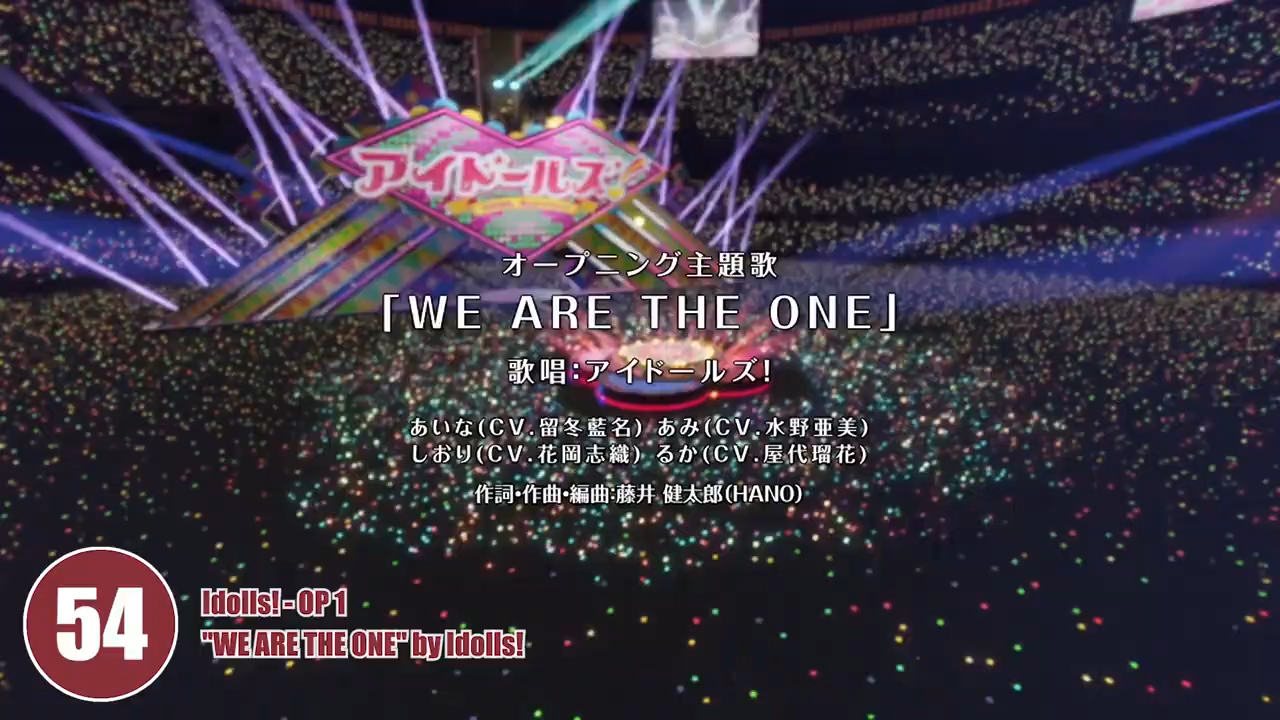 アイドールズ!
オープニング主題歌
「WE ARE THE ONE」
歌唱:アイドールズ!
あいな(CV.留冬藍名) あみ(CV.水野亜美)
しおり(CV.花岡志織) るか(CV.屋代瑠花)
作詞・作曲・編曲:藤井 健太郎(HANO)
54
Idolls! - OP 1
"WE ARE THE ONE" by Idolls!